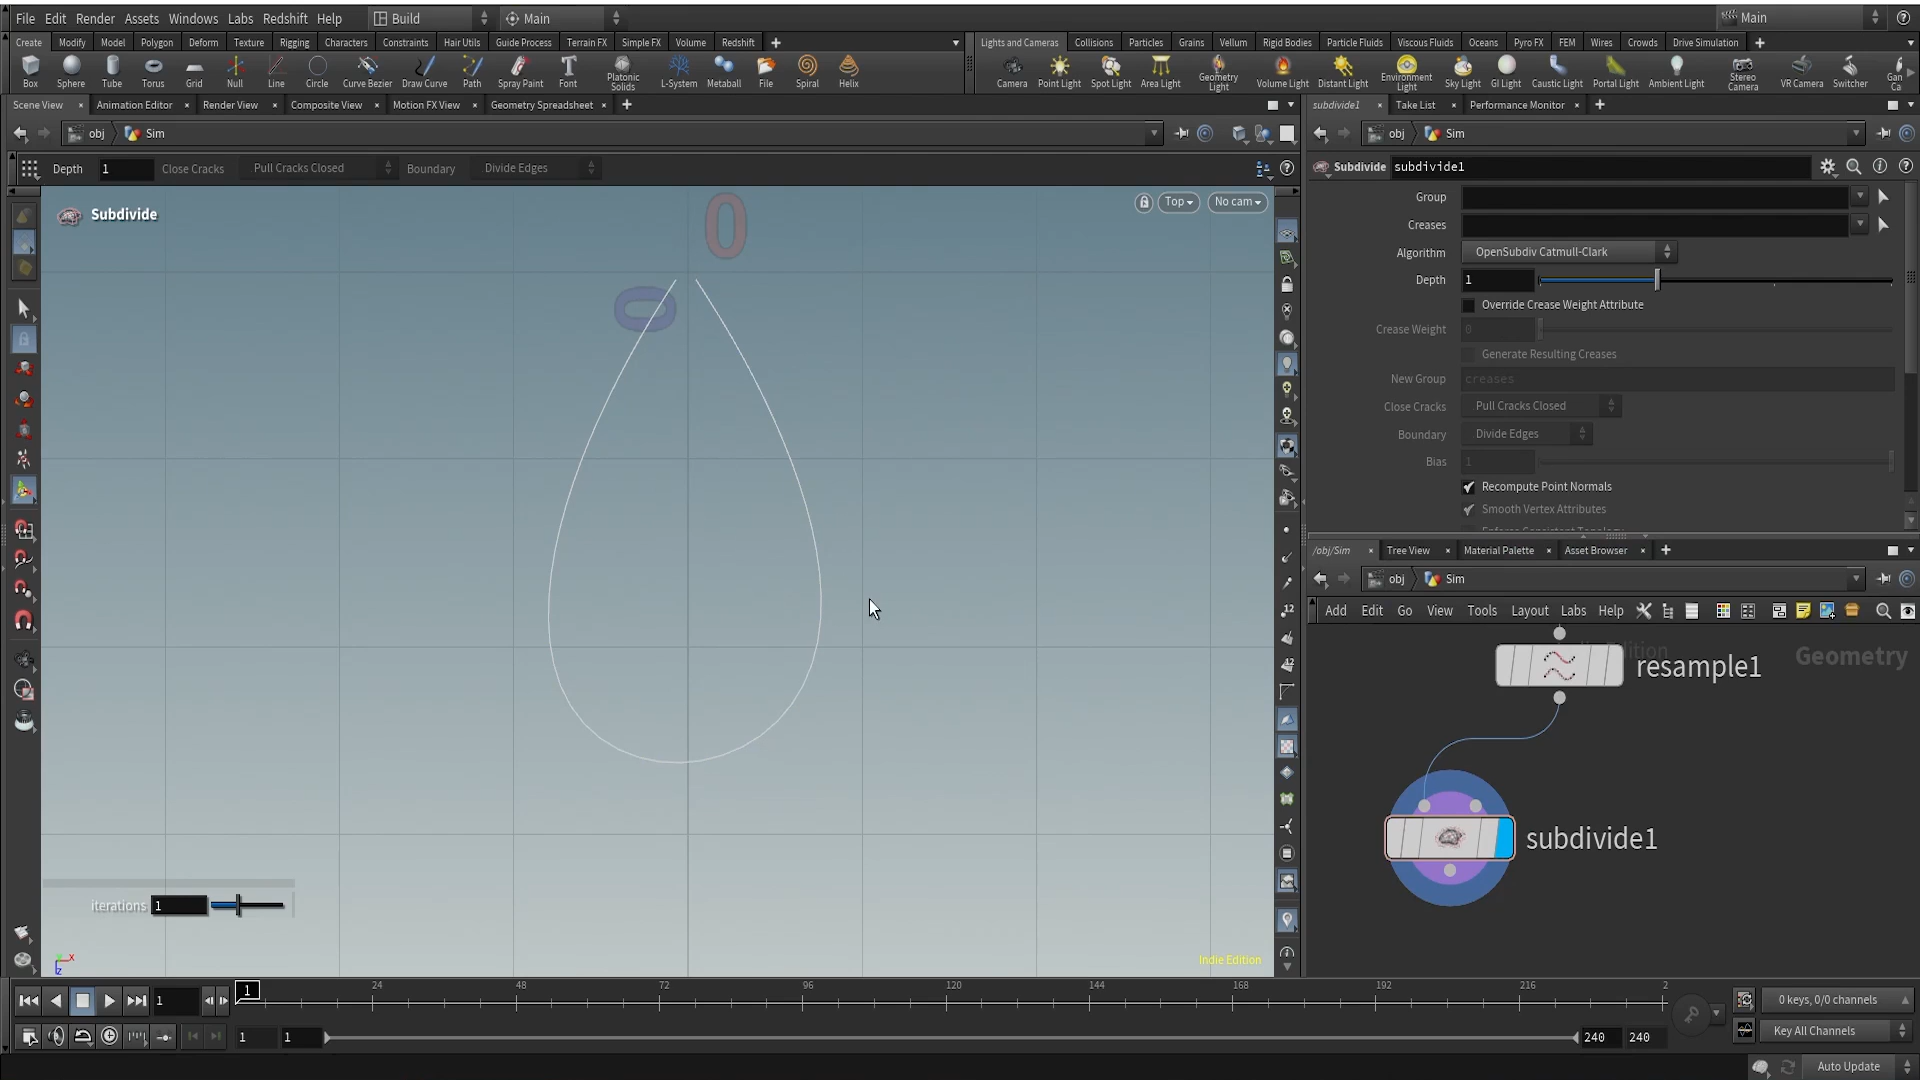 File Edit Render Assets Windows Labs Redshift Help Build Main Main
Create Modify Model Polygon Deform Texture Rigging Characters Constraints Hair Utils Guide Process Terrain FX Simple FX Volume Redshift
Lights and Cameras Collisions Particles Grains Vellum Rigid Bodies Particle Fluids Viscous Fluids Oceans Pyro FX FEM Wires Crowds Drive Simulation
Box Sphere Tube Torus Grid Null Line Circle Curve Bezier Draw Curve Path Spray Paint Font Platonic Solids L-System Metaball File Spiral Helix
Camera Point Light Spot Light Area Light Geometry Light Volume Light Distant Light Environment Light Sky Light GI Light Caustic Light Portal Light Ambient Light Stereo Camera VR Camera Switcher Gan Ca
Scene View Animation Editor Render View Composite View Motion FX View Geometry Spreadsheet
subdivide1 Take List Performance Monitor
obj Sim
obj Sim
Depth 1 Close Cracks Pull Cracks Closed Boundary Divide Edges
Subdivide subdivide1
Subdivide
Top No cam
0
0
Group
Creases
Algorithm OpenSubdiv Catmull-Clark
Depth 1
Override Crease Weight Attribute
Crease Weight 0
Generate Resulting Creases
New Group creases
Close Cracks Pull Cracks Closed
Boundary Divide Edges
Bias 1
Recompute Point Normals
Smooth Vertex Attributes
/obj/Sim Tree View Material Palette Asset Browser
obj Sim
Add Edit Go View Tools Layout Labs Help
Geometry
resample1
subdivide1
iterations 1
x
z
Indie Edition
1 1 24 48 72 96 120 144 168 192 216 2
0 keys, 0/0 channels
1 1 240 240
Key All Channels
Auto Update